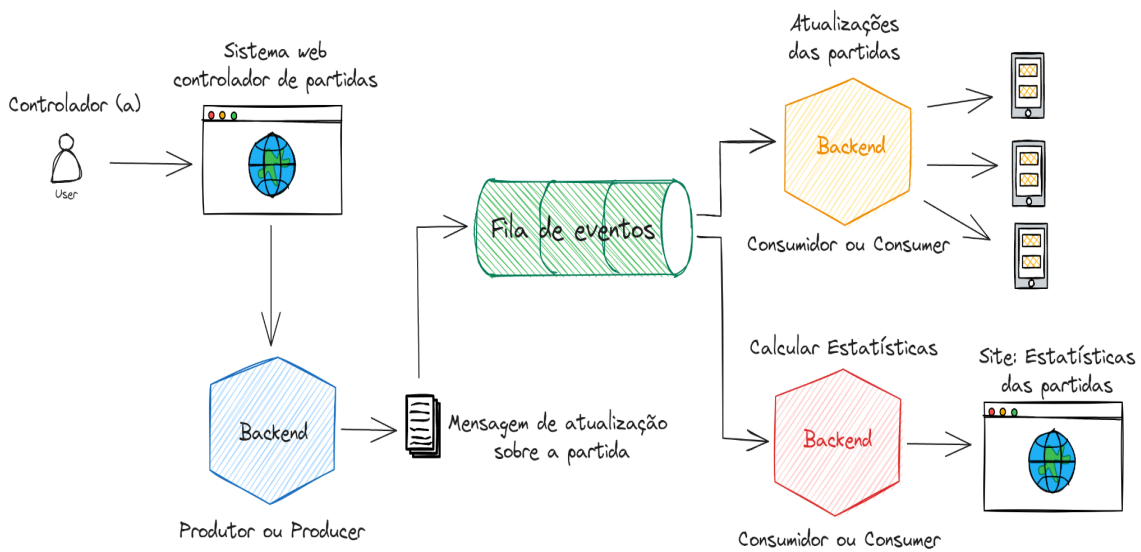 Controlador (a)
User
Sistema web
controlador de partidas
Backend
Produtor ou Producer
Mensagem de atualização
sobre a partida
Fila de eventos
Atualizações
das partidas
Backend
Consumidor ou Consumer
Calcular Estatísticas
Backend
Consumidor ou Consumer
Site: Estatísticas
das partidas